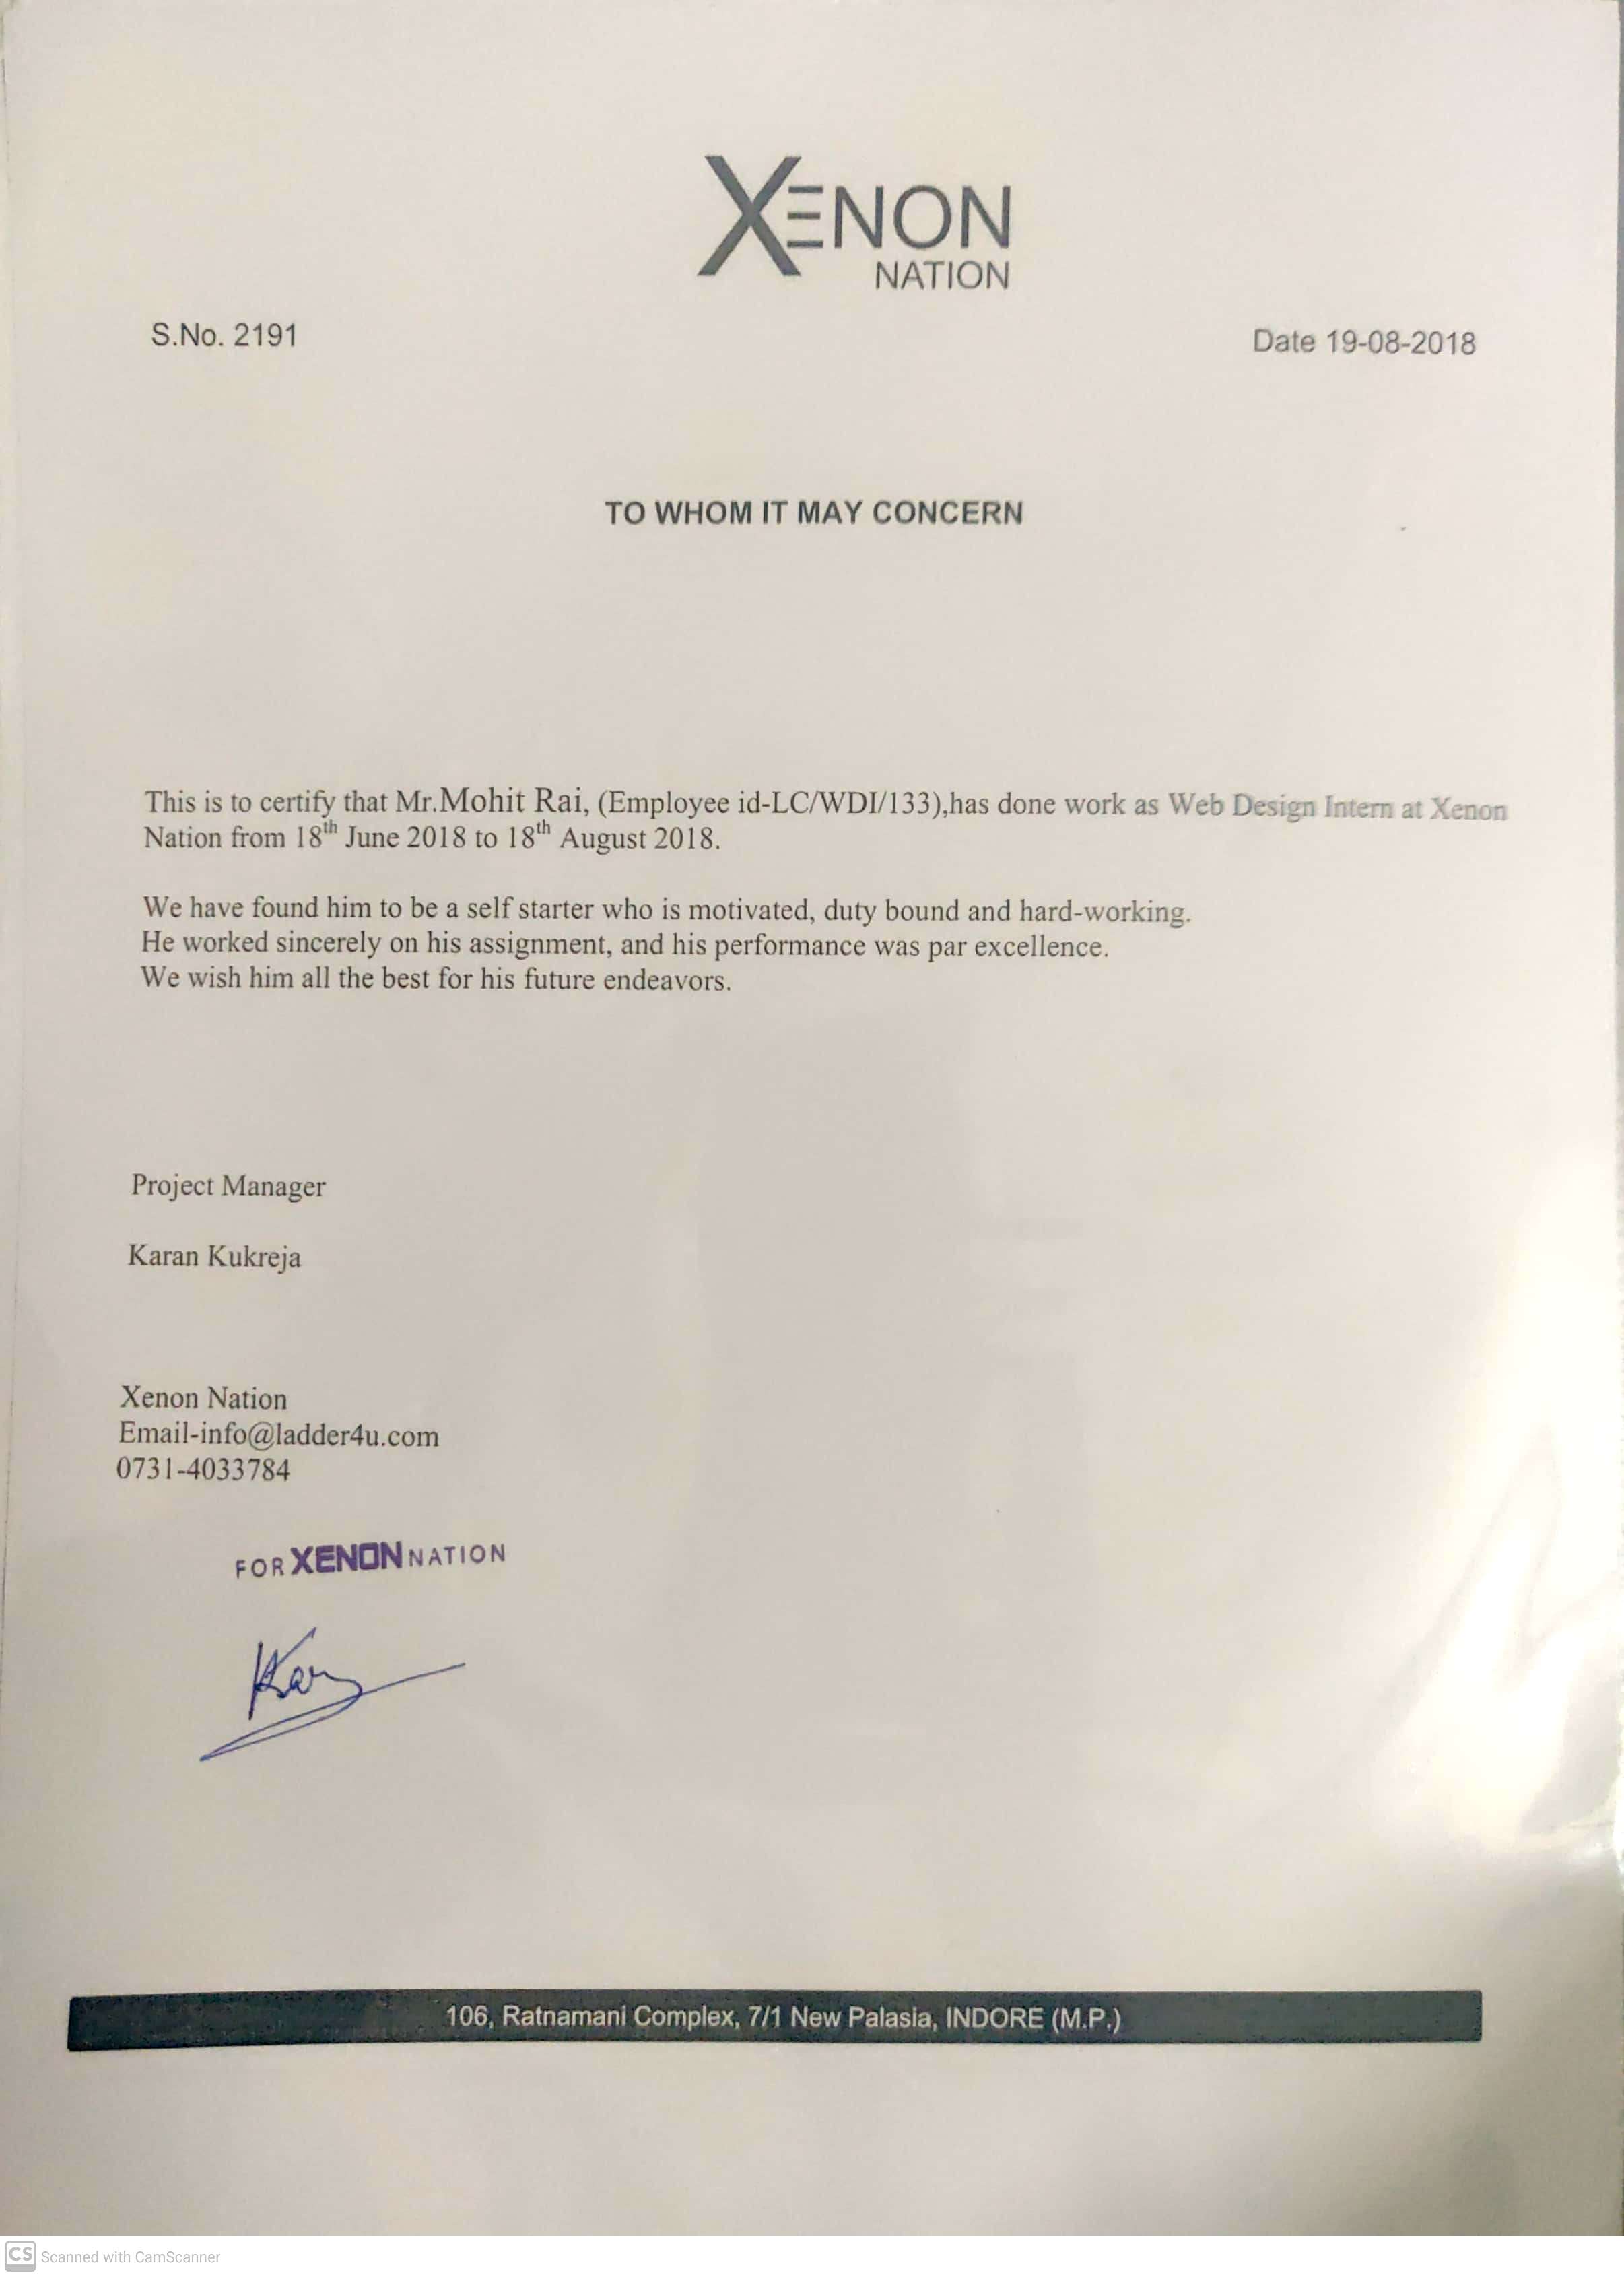 XENON
NATION
S.No. 2191
Date 19-08-2018
TO WHOM IT MAY CONCERN
This is to certify that Mr.Mohit Rai, (Employee id-LC/WDI/133),has done work as Web Design Intern at Xenon
Nation from 18th June 2018 to 18th August 2018.
We have found him to be a self starter who is motivated, duty bound and hard-working.
He worked sincerely on his assignment, and his performance was par excellence.
We wish him all the best for his future endeavors.
Project Manager
Karan Kukreja
Xenon Nation
Email-info@ladder4u.com
0731-4033784
FOR XENON NATION
106, Ratnamani Complex, 7/1 New Palasia, INDORE (M.P.)
CS Scanned with CamScanner